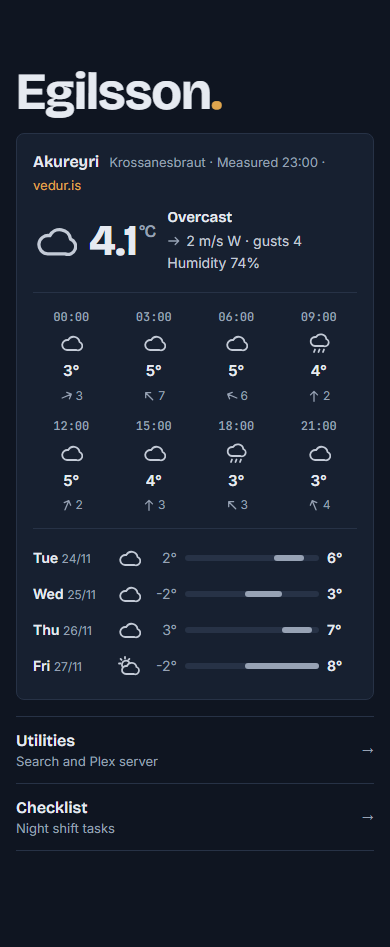 Egilsson.
Akureyri Krossanesbraut · Measured 23:00 ·
vedur.is
4.1°C
Overcast
→ 2 m/s W · gusts 4
Humidity 74%
00:00 03:00 06:00 09:00
3° 5° 5° 4°
3 7 6 2
12:00 15:00 18:00 21:00
5° 4° 3° 3°
2 3 3 4
Tue 24/11 2° 6°
Wed 25/11 -2° 3°
Thu 26/11 3° 7°
Fri 27/11 -2° 8°
Utilities
Search and Plex server
→
Checklist
Night shift tasks
→